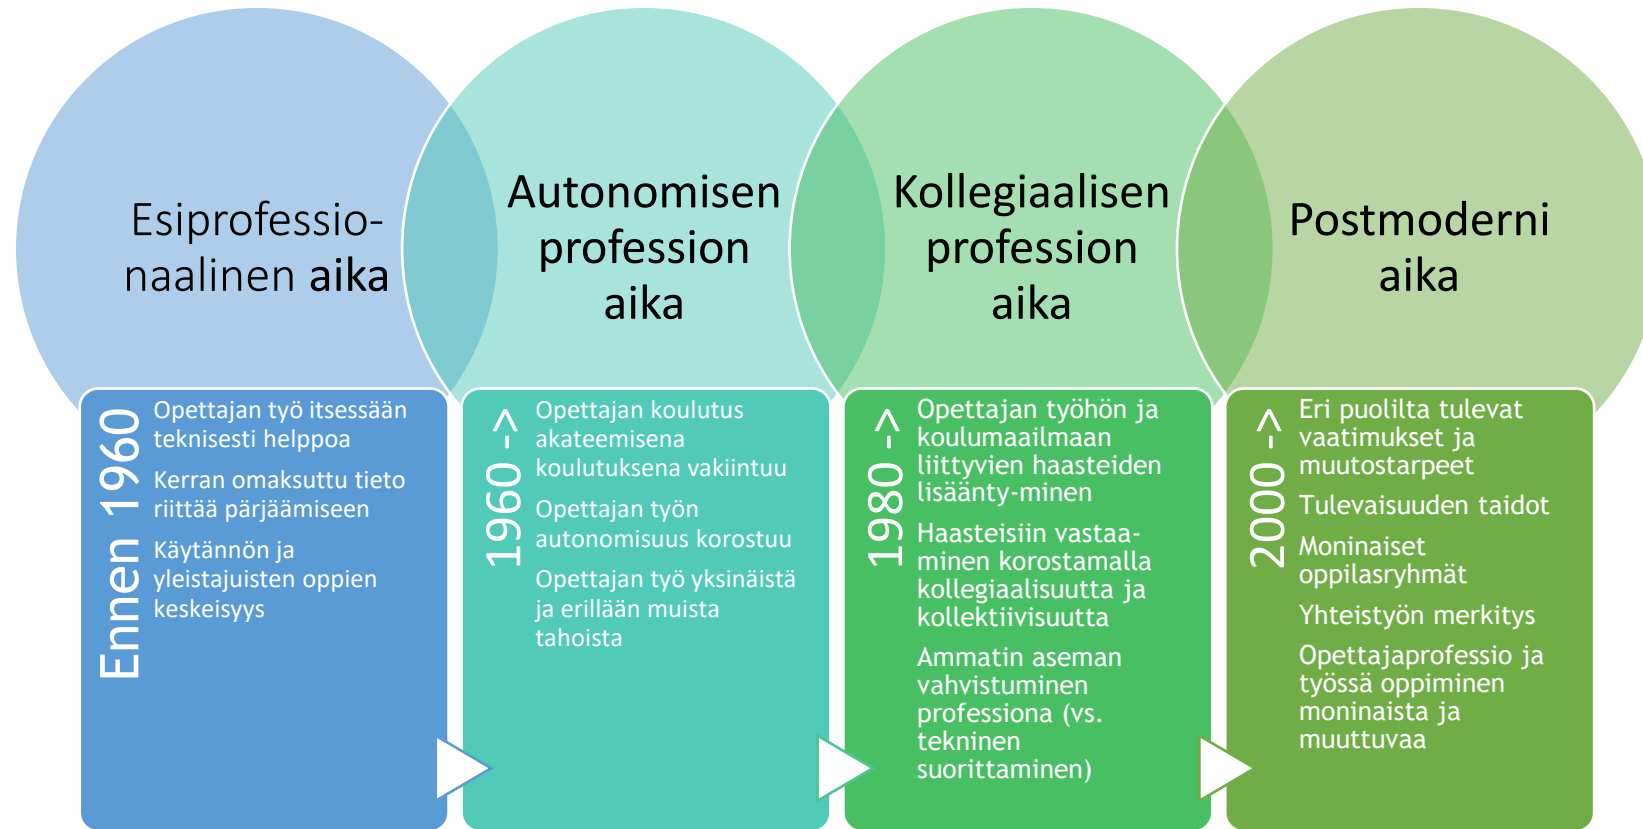 Esiprofessio-
naalinen aika
Autonomisen
profession
aika
Kollegiaalisen
profession
aika
Postmoderni
aika
Ennen 1960
Opettajan työ itsessään
teknisesti helppoa
Kerran omaksuttu tieto
riittää pärjäämiseen
Käytännön ja
yleistajuisten oppien
keskeisyys
1960 ->
Opettajan koulutus
akateemisena
koulutuksena vakiintuu
Opettajan työn
autonomisuus korostuu
Opettajan työ yksinäistä
ja erillään muista
tahoista
1980 ->
Opettajan työhön ja
koulumaailmaan
liittyvien haasteiden
lisäänty-minen
Haasteisiin vastaa-
minen korostamalla
kollegiaalisuutta ja
kollektiivisuutta
Ammatin aseman
vahvistuminen
professiona (vs.
tekninen
suorittaminen)
2000 ->
Eri puolilta tulevat
vaatimukset ja
muutostarpeet
Tulevaisuuden taidot
Moninaiset
oppilasryhmät
Yhteistyön merkitys
Opettajaprofessio ja
työssä oppiminen
moninaista ja
muuttuvaa